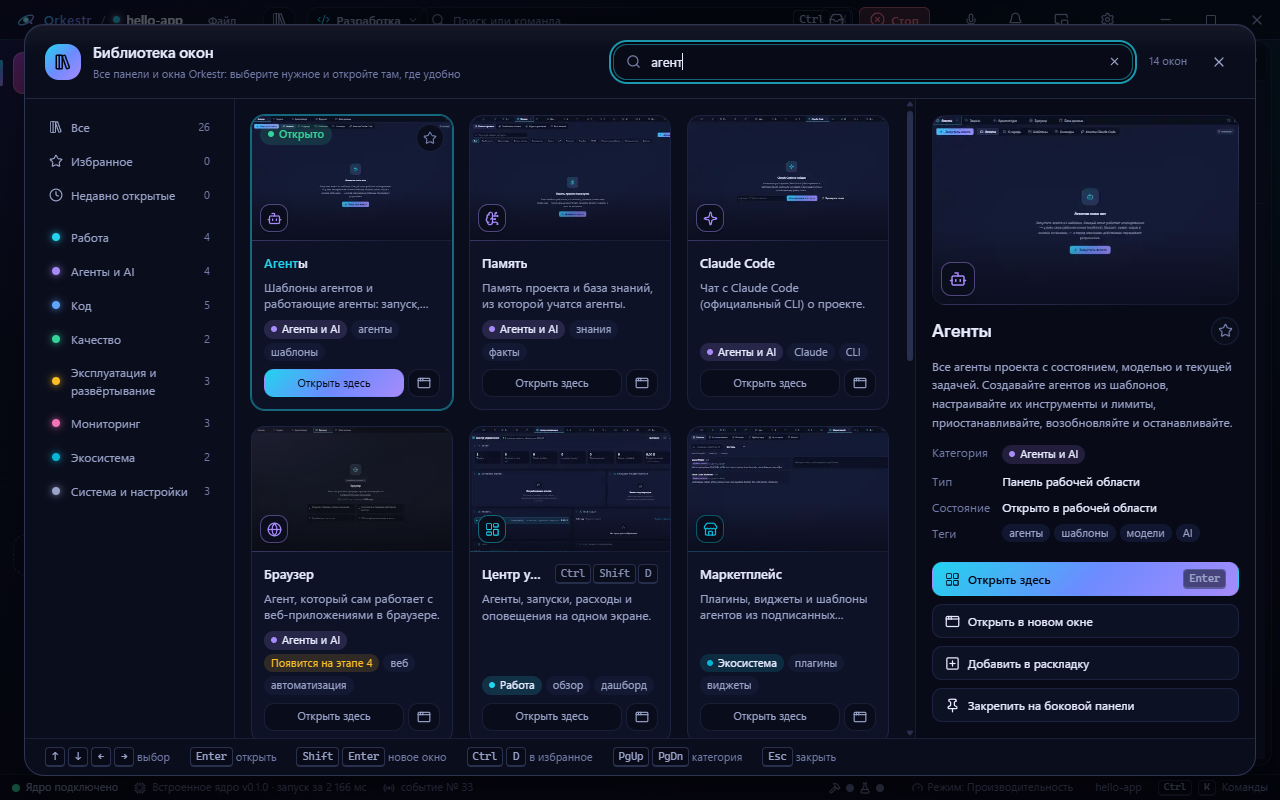 Orkestr / hello-app Файл Разработка Поиск или команда Ctrl Стоп
Библиотека окон
Все панели и окна Orkestr: выберите нужное и откройте там, где удобно
агент
14 окон
Все 26
Избранное 0
Недавно открытые 0
Работа 4
Агенты и AI 4
Код 5
Качество 2
Эксплуатация и
развёртывание 3
Мониторинг 3
Экосистема 2
Система и настройки 3
Открыто
Агенты
Шаблоны агентов и
работающие агенты: запуск,...
Агенты и AI агенты
шаблоны
Открыть здесь
Память
Память проекта и база знаний,
из которой учатся агенты.
Агенты и AI знания
факты
Открыть здесь
Claude Code
Чат с Claude Code
(официальный CLI) о проекте.
Агенты и AI Claude CLI
Открыть здесь
Браузер
Агент, который сам работает с
веб-приложениями в браузере.
Агенты и AI
Появится на этапе 4 веб
автоматизация
Открыть здесь
Центр у... Ctrl Shift D
Агенты, запуски, расходы и
оповещения на одном экране.
Работа обзор дашборд
Открыть здесь
Маркетплейс
Плагины, виджеты и шаблоны
агентов из подписанных...
Экосистема плагины
виджеты
Открыть здесь
Агенты
Все агенты проекта с состоянием, моделью и текущей
задачей. Создавайте агентов из шаблонов,
настраивайте их инструменты и лимиты,
приостанавливайте, возобновляйте и останавливайте.
Категория Агенты и AI
Тип Панель рабочей области
Состояние Открыто в рабочей области
Теги агенты шаблоны модели AI
Открыть здесь Enter
Открыть в новом окне
Добавить в раскладку
Закрепить на боковой панели
↑ ↓ ← → выбор Enter открыть Shift Enter новое окно Ctrl D в избранное PgUp PgDn категория Esc закрыть
Ядро подключено Встроенное ядро v0.1.0 · запуск за 2 166 мс событие № 33 Режим: Производительность hello-app Ctrl K Команды